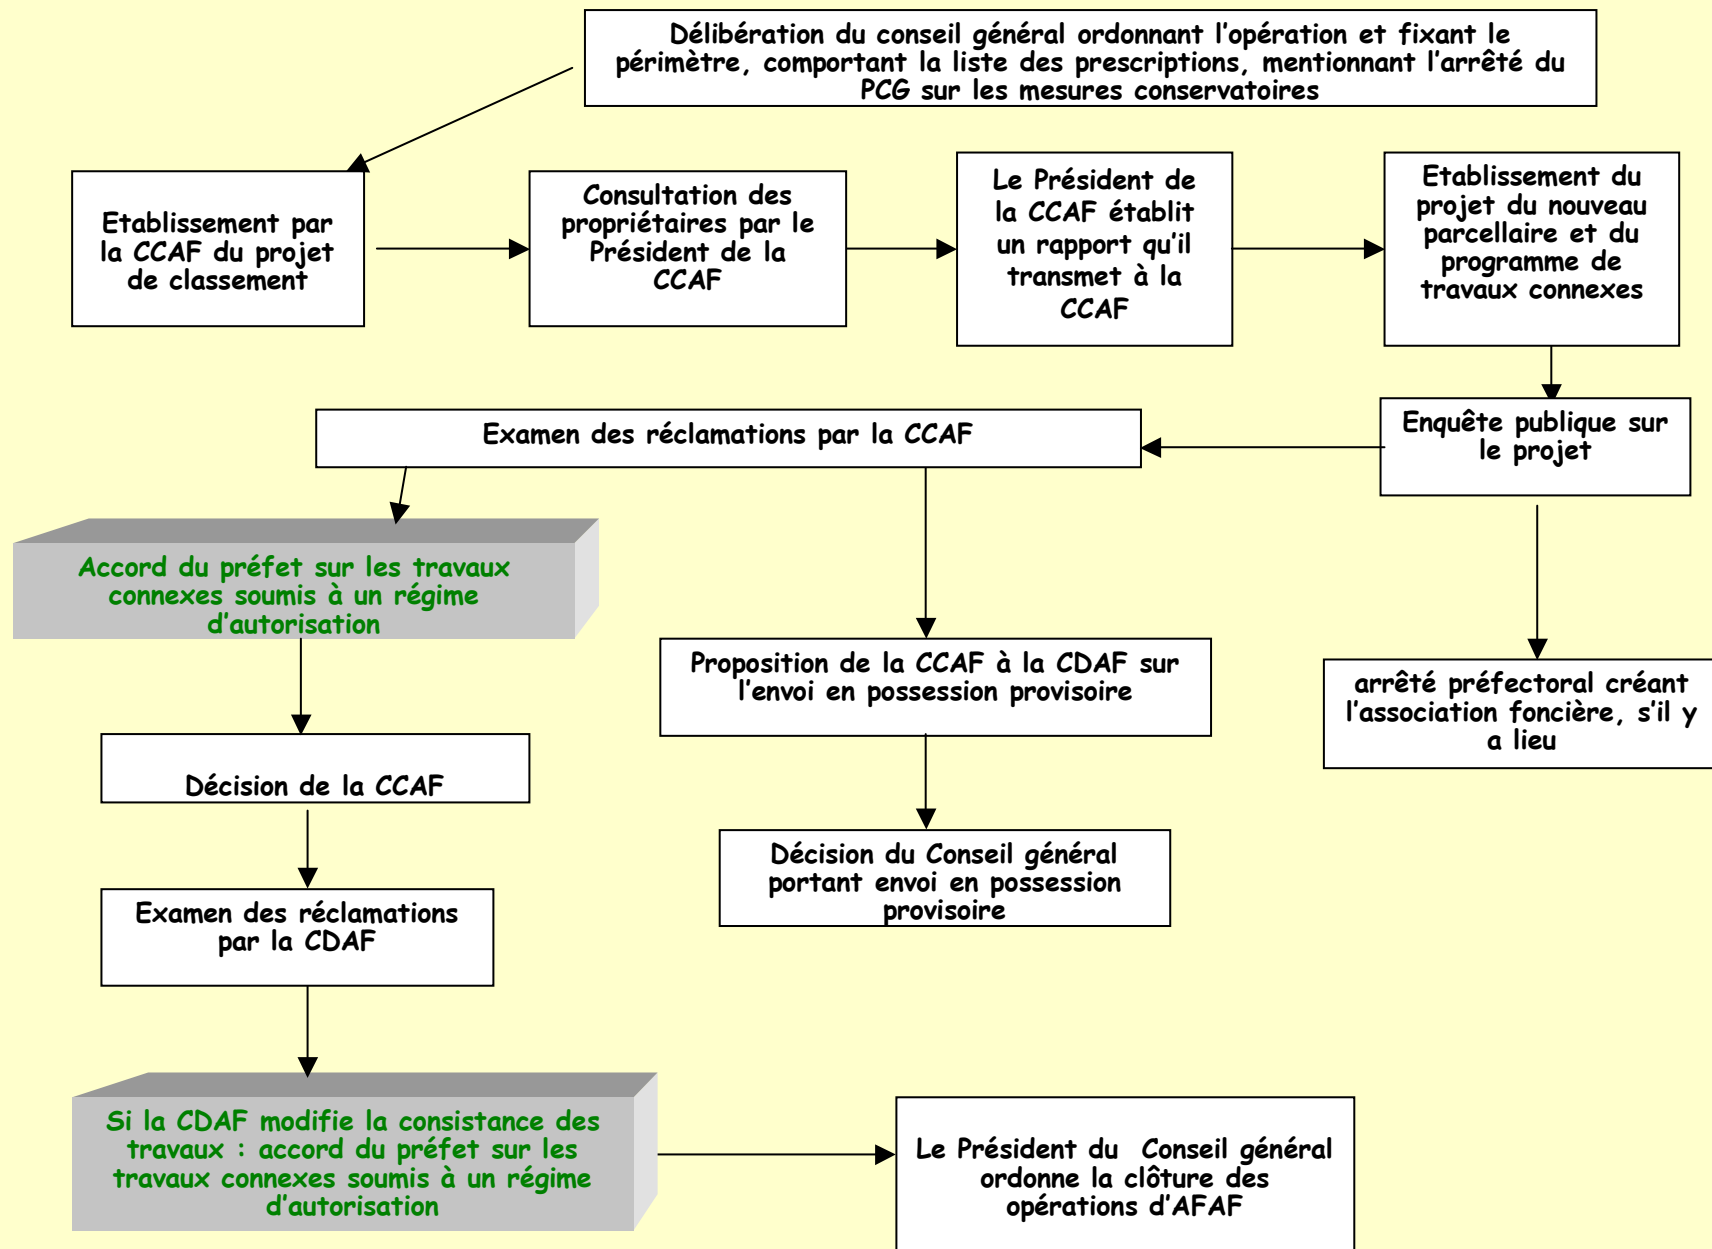 Délibération du conseil général ordonnant l'opération et fixant le
périmètre, comportant la liste des prescriptions, mentionnant l'arrêté du
PCG sur les mesures conservatoires
Etablissement par
la CCAF du projet
de classement
Consultation des
propriétaires par le
Président de la
CCAF
Le Président de
la CCAF établit
un rapport qu'il
transmet à la
CCAF
Etablissement du
projet du nouveau
parcellaire et du
programme de
travaux connexes
Examen des réclamations par la CCAF
Enquête publique sur
le projet
Accord du préfet sur les travaux
connexes soumis à un régime
d'autorisation
Proposition de la CCAF à la CDAF sur
l'envoi en possession provisoire
arrêté préfectoral créant
l'association foncière, s'il y
a lieu
Décision de la CCAF
Décision du Conseil général
portant envoi en possession
provisoire
Examen des réclamations
par la CDAF
Si la CDAF modifie la consistance des
travaux : accord du préfet sur les
travaux connexes soumis à un régime
d'autorisation
Le Président du  Conseil général
ordonne la clôture des
opérations d'AFAF